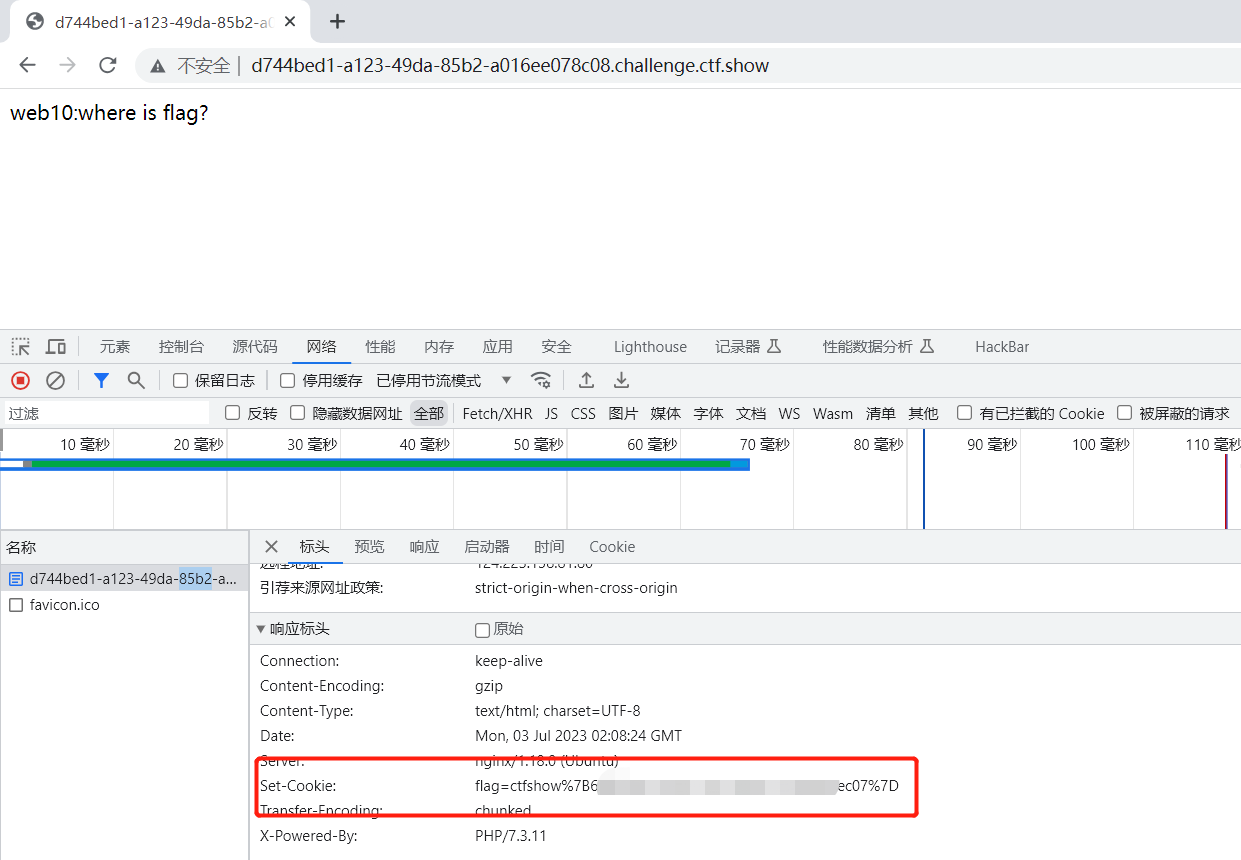 d744bed1-a123-49da-85b2-a0
不安全 | d744bed1-a123-49da-85b2-a016ee078c08.challenge.ctf.show
web10:where is flag?
元素 控制台 源代码 网络 性能 内存 应用 安全 Lighthouse 记录器 性能数据分析 HackBar
保留日志 停用缓存 已停用节流模式
过滤 反转 隐藏数据网址 全部 Fetch/XHR JS CSS 图片 媒体 字体 文档 WS Wasm 清单 其他 有已拦截的 Cookie 被屏蔽的请求
10 毫秒 20 毫秒 30 毫秒 40 毫秒 50 毫秒 60 毫秒 70 毫秒 80 毫秒 90 毫秒 100 毫秒 110 毫秒
名称 标头 预览 响应 启动器 时间 Cookie
d744bed1-a123-49da-85b2-a...
favicon.ico
远程地址:
引荐来源网址政策: strict-origin-when-cross-origin
响应标头 原始
Connection: keep-alive
Content-Encoding: gzip
Content-Type: text/html; charset=UTF-8
Date: Mon, 03 Jul 2023 02:08:24 GMT
Server: nginx/1.18.0 (Ubuntu)
Set-Cookie: flag=ctfshow%7B6 ec07%7D
Transfer-Encoding: chunked
X-Powered-By: PHP/7.3.11